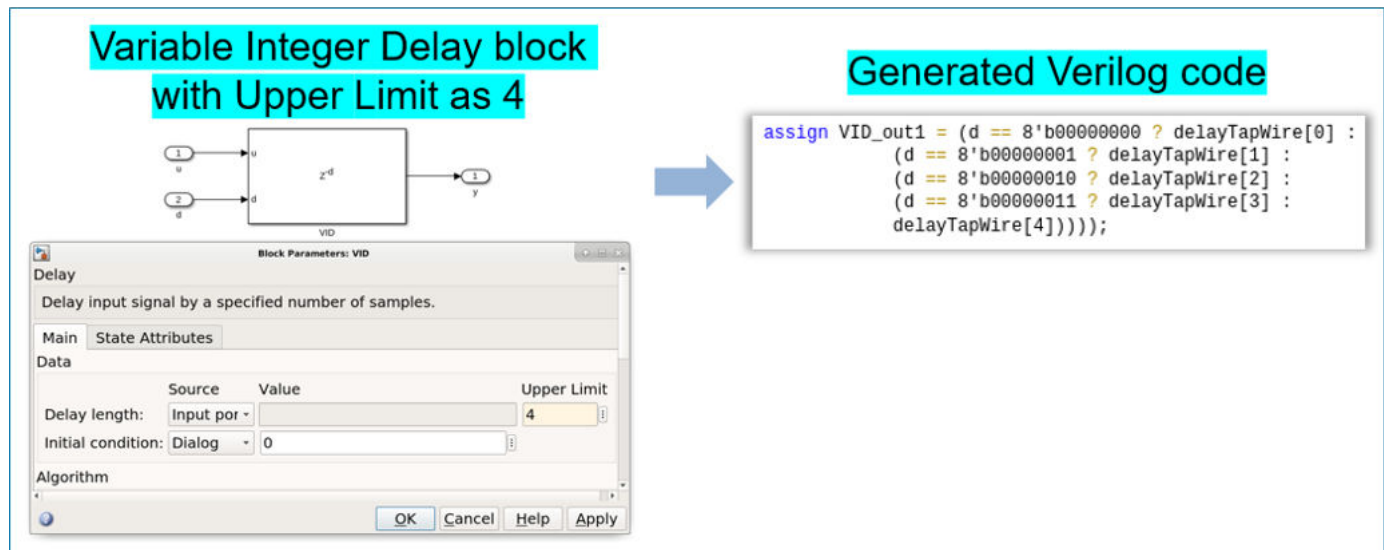 Variable Integer Delay block
with Upper Limit as 4
1
u
2
d
u
d
z-d
VID
1
y
Generated Verilog code
assign VID_out1 = (d == 8'b00000000 ? delayTapWire[0] :
(d == 8'b00000001 ? delayTapWire[1] :
(d == 8'b00000010 ? delayTapWire[2] :
(d == 8'b00000011 ? delayTapWire[3] :
delayTapWire[4]))));
Block Parameters: VID
Delay
Delay input signal by a specified number of samples.
Main State Attributes
Data
Source Value Upper Limit
Delay length: Input por 4
Initial condition: Dialog 0
Algorithm
OK Cancel Help Apply